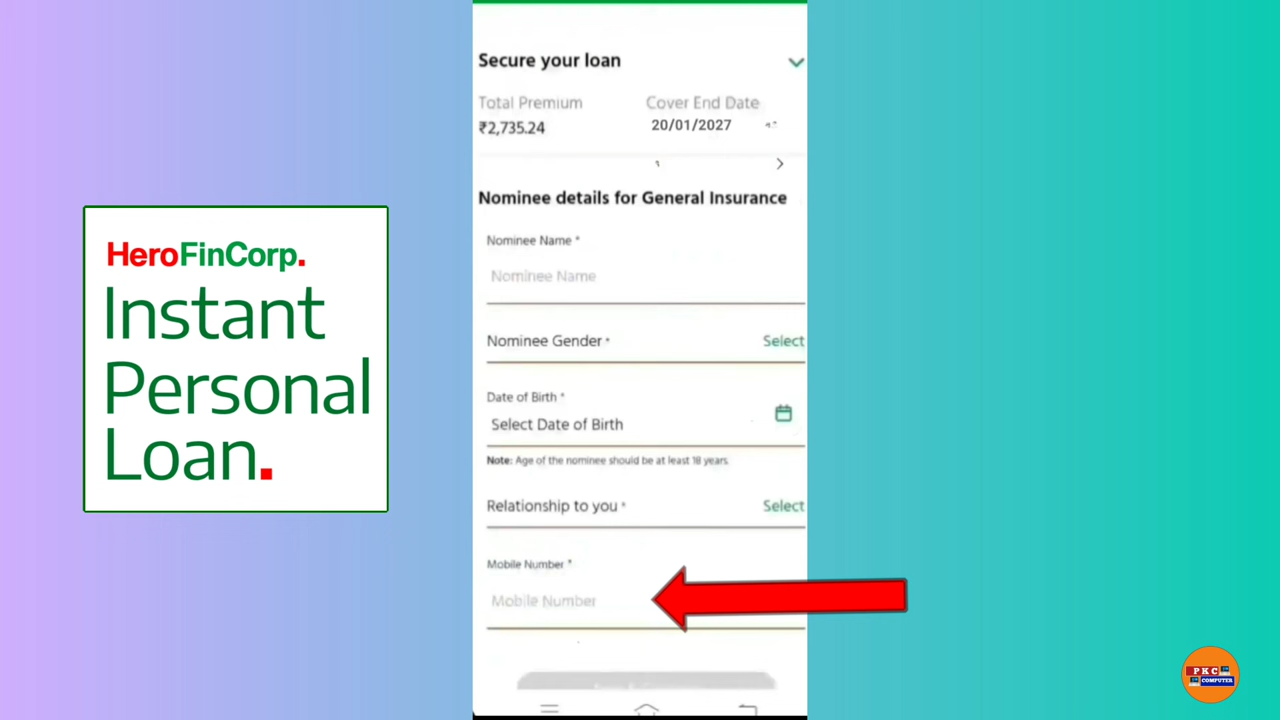 HeroFinCorp.
Instant
Personal
Loan.
Secure your loan
Total Premium
Cover End Date
₹2,735.24
20/01/2027
Nominee details for General Insurance
Nominee Name *
Nominee Name
Nominee Gender *
Select
Date of Birth *
Select Date of Birth
Note: Age of the nominee should be at least 18 years.
Relationship to you *
Select
Mobile Number *
Mobile Number
PKC
COMPUTER